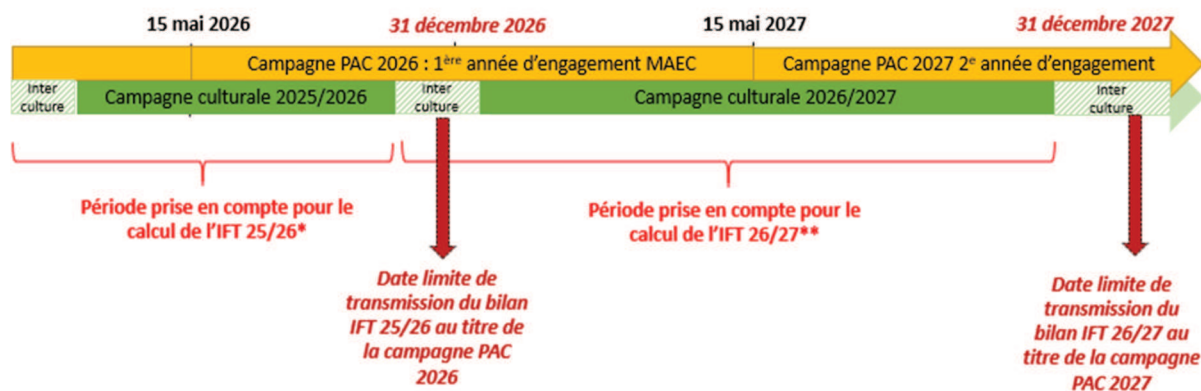 15 mai 2026
31 décembre 2026
15 mai 2027
31 décembre 2027
Campagne PAC 2026 : 1ère année d'engagement MAEC
Campagne PAC 2027 2e année d'engagement
Inter
culture
Campagne culturale 2025/2026
Inter
culture
Campagne culturale 2026/2027
Inter
culture
Période prise en compte pour le
calcul de l'IFT 25/26*
Période prise en compte pour le
calcul de l'IFT 26/27**
Date limite de
transmission du bilan
IFT 25/26 au titre de
la campagne PAC
2026
Date limite de
transmission du
bilan IFT 26/27 au
titre de la campagne
PAC 2027